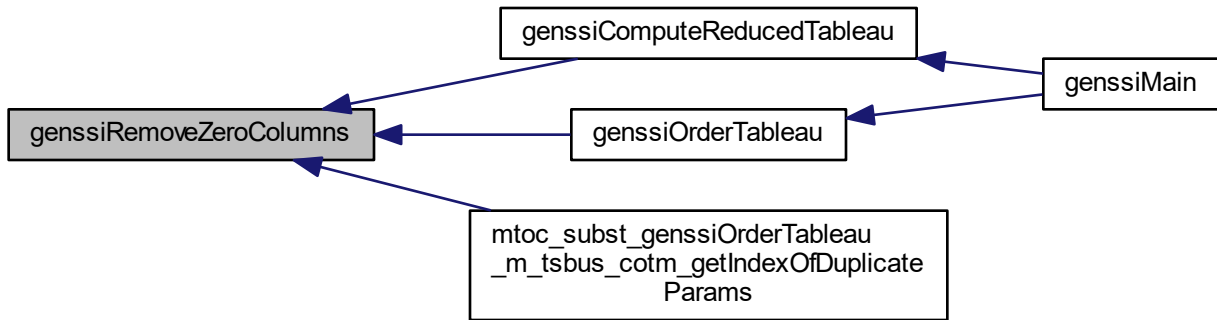 genssiComputeReducedTableau
genssiMain
genssiRemoveZeroColumns
genssiOrderTableau
mtoc_subst_genssiOrderTableau
_m_tsbus_cotm_getIndexOfDuplicate
Params